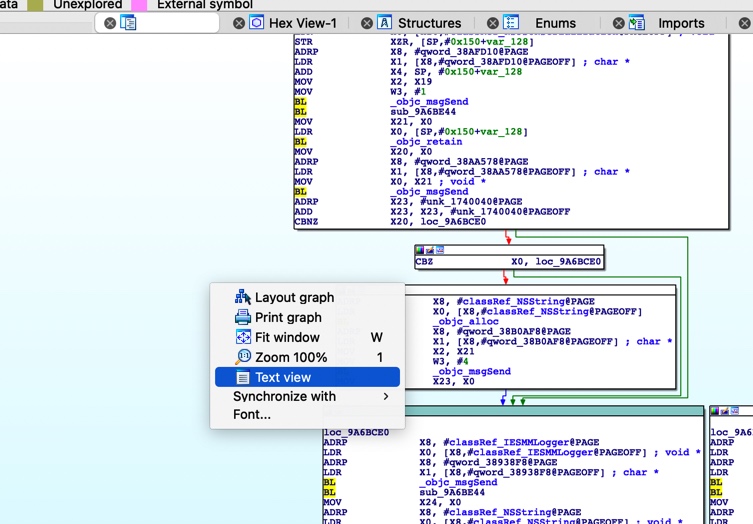 ata Unexplored External symbol
Hex View-1 Structures Enums Imports
STR XZR, [SP,#0x150+var_128]
ADRP X8, #qword_38AFD10@PAGE
LDR X1, [X8,#qword_38AFD10@PAGEOFF] ; char *
ADD X4, SP, #0x150+var_128
MOV X2, X19
MOV W3, #1
BL _objc_msgSend
BL sub_9A6BE44
MOV X21, X0
LDR X0, [SP,#0x150+var_128]
BL _objc_retain
MOV X20, X0
ADRP X8, #qword_38AA578@PAGE
LDR X1, [X8,#qword_38AA578@PAGEOFF] ; char *
MOV X0, X21 ; void *
BL _objc_msgSend
ADRP X23, #unk_1740040@PAGE
ADD X23, X23, #unk_1740040@PAGEOFF
CBNZ X20, loc_9A6BCE0
CBZ X0, loc_9A6BCE0
Layout graph
Print graph
Fit window W
Zoom 100% 1
Text view
Synchronize with
Font...
X8, #classRef_NSString@PAGE
X0, [X8,#classRef_NSString@PAGEOFF]
_objc_alloc
X8, #qword_38B0AF8@PAGE
X1, [X8,#qword_38B0AF8@PAGEOFF] ; char *
X2, X21
W3, #4
_objc_msgSend
X23, X0
loc_9A6BCE0
ADRP X8, #classRef_IESMMLogger@PAGE
LDR X0, [X8,#classRef_IESMMLogger@PAGEOFF] ; void *
ADRP X8, #qword_38938F8@PAGE
LDR X1, [X8,#qword_38938F8@PAGEOFF] ; char *
BL _objc_msgSend
BL sub_9A6BE44
MOV X24, X0
ADRP X8, #classRef_NSString@PAGE
LDR X0, [X8,#classRef_NSString@PAGEOFF] ; void *
loc_9A6B
ADRP
LDR
ADRP
LDR
BL
BL
MOV
ADRP
LDR